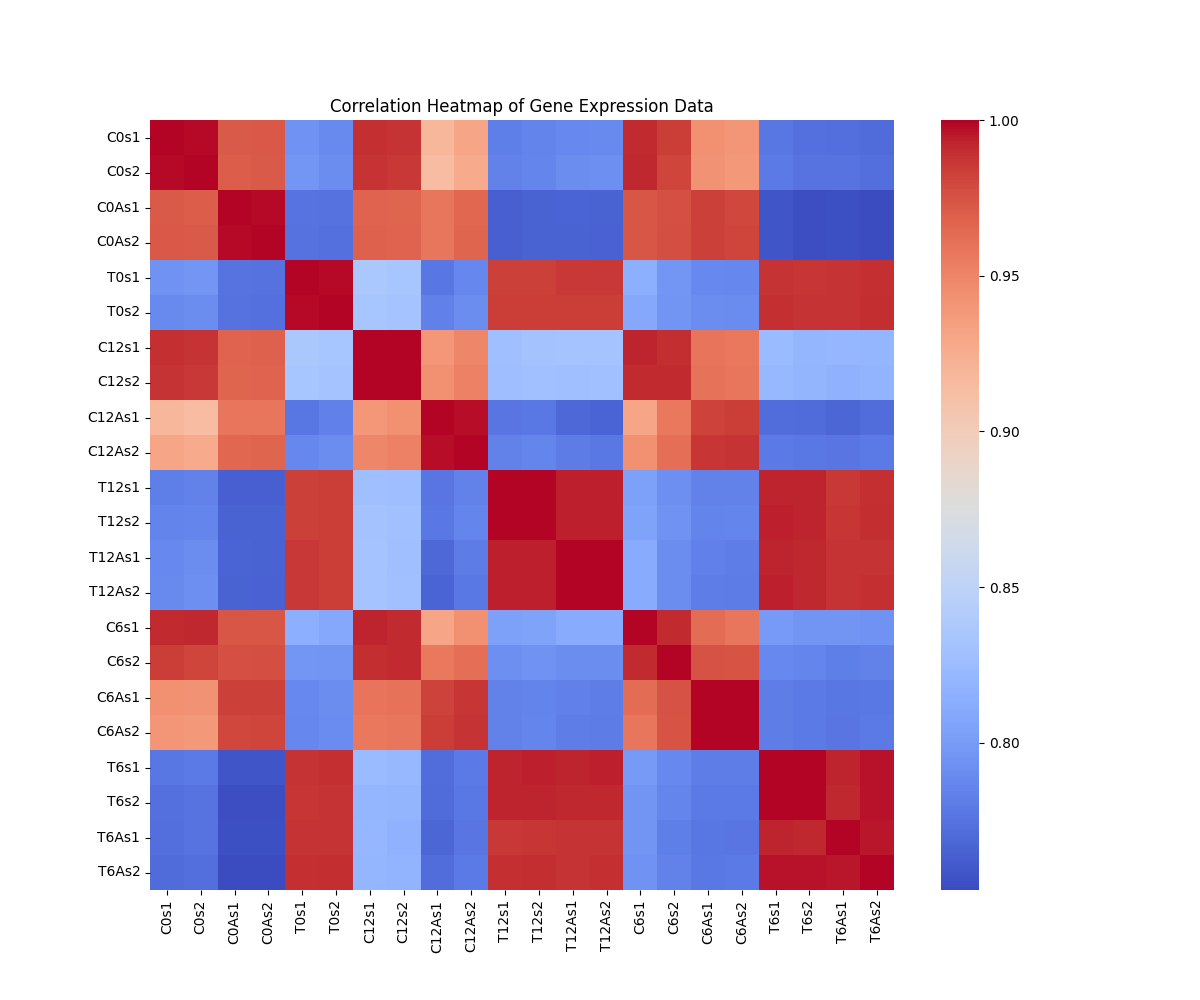 Correlation Heatmap of Gene Expression Data
C0s1
C0s2
C0As1
C0As2
T0s1
T0s2
C12s1
C12s2
C12As1
C12As2
T12s1
T12s2
T12As1
T12As2
C6s1
C6s2
C6As1
C6As2
T6s1
T6s2
T6As1
T6As2
C0s1 C0s2 C0As1 C0As2 T0s1 T0s2 C12s1 C12s2 C12As1 C12As2 T12s1 T12s2 T12As1 T12As2 C6s1 C6s2 C6As1 C6As2 T6s1 T6s2 T6As1 T6As2
1.00
0.95
0.90
0.85
0.80